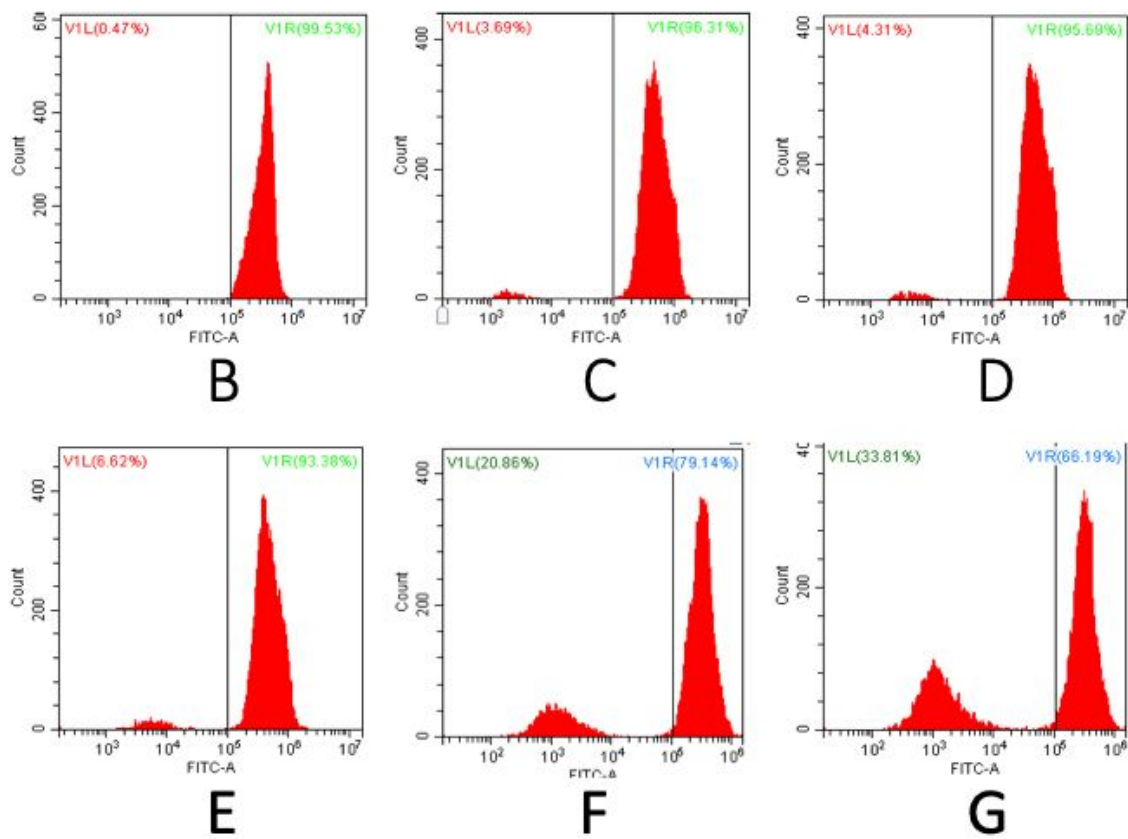 V1L(0.47%) V1R(99.53%)
600
400
200
0
Count
10³ 10⁴ 10⁵ 10⁶ 10⁷
FITC-A
B
V1L(3.69%) V1R(96.31%)
400
200
0
Count
10³ 10⁴ 10⁵ 10⁶ 10⁷
FITC-A
C
V1L(4.31%) V1R(95.69%)
400
200
0
Count
10³ 10⁴ 10⁵ 10⁶ 10⁷
FITC-A
D
V1L(6.62%) V1R(93.38%)
400
200
0
Count
10³ 10⁴ 10⁵ 10⁶ 10⁷
FITC-A
E
V1L(20.86%) V1R(79.14%)
400
200
0
Count
10² 10³ 10⁴ 10⁵ 10⁶
FITC-A
F
V1L(33.81%) V1R(66.19%)
200
0
Count
10² 10³ 10⁴ 10⁵ 10⁶
FITC-A
G